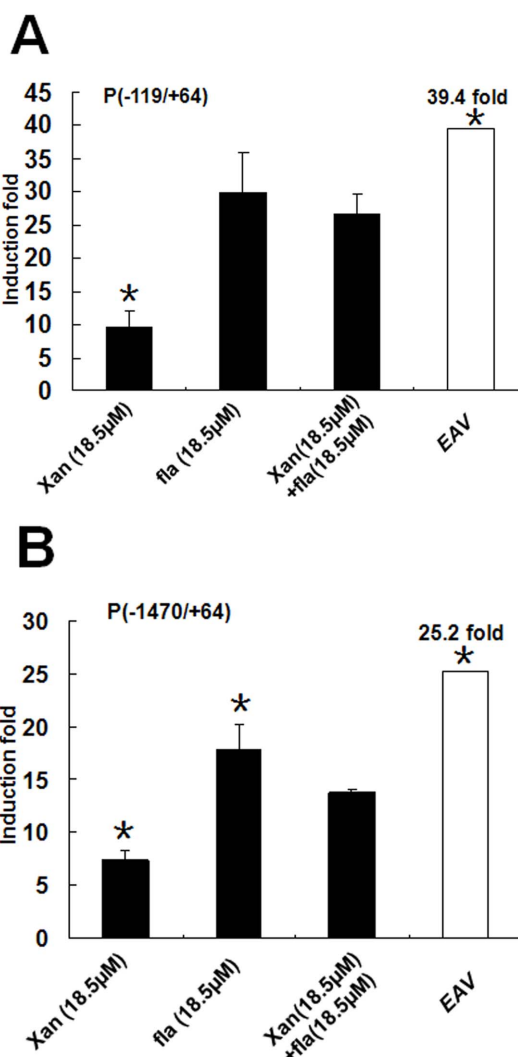 A
P(-119/+64)
39.4 fold
*
*
Induction fold
45
40
35
30
25
20
15
10
5
0
Xan (18.5µM)
fla (18.5µM)
Xan(18.5µM)
+fla(18.5µM)
EAV
B
P(-1470/+64)
25.2 fold
*
*
*
Induction fold
30
25
20
15
10
5
0
Xan (18.5µM)
fla (18.5µM)
Xan(18.5µM)
+fla(18.5µM)
EAV